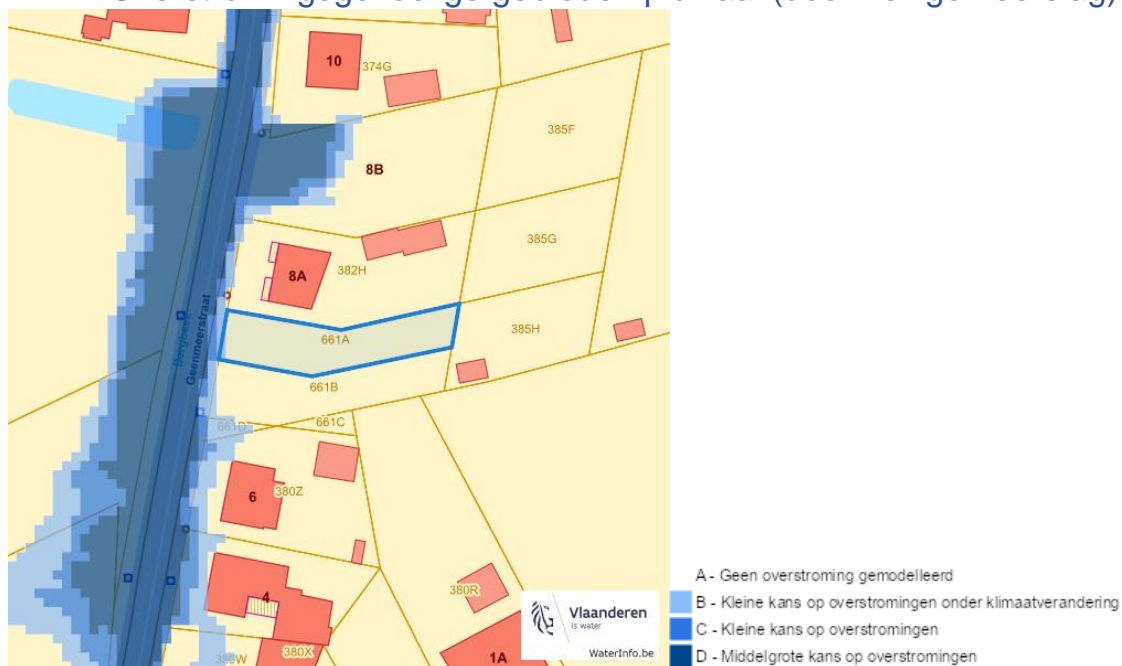 10
374G
385F
8B
385G
8A
382H
661A
385H
Bergbeek
Geenmeerstraat
661B
661D
661C
6
380Z
4
380R
380W
380X
1A
Vlaanderen
is water
WaterInfo.be
A - Geen overstroming gemodelleerd
B - Kleine kans op overstromingen onder klimaatverandering
C - Kleine kans op overstromingen
D - Middelgrote kans op overstromingen